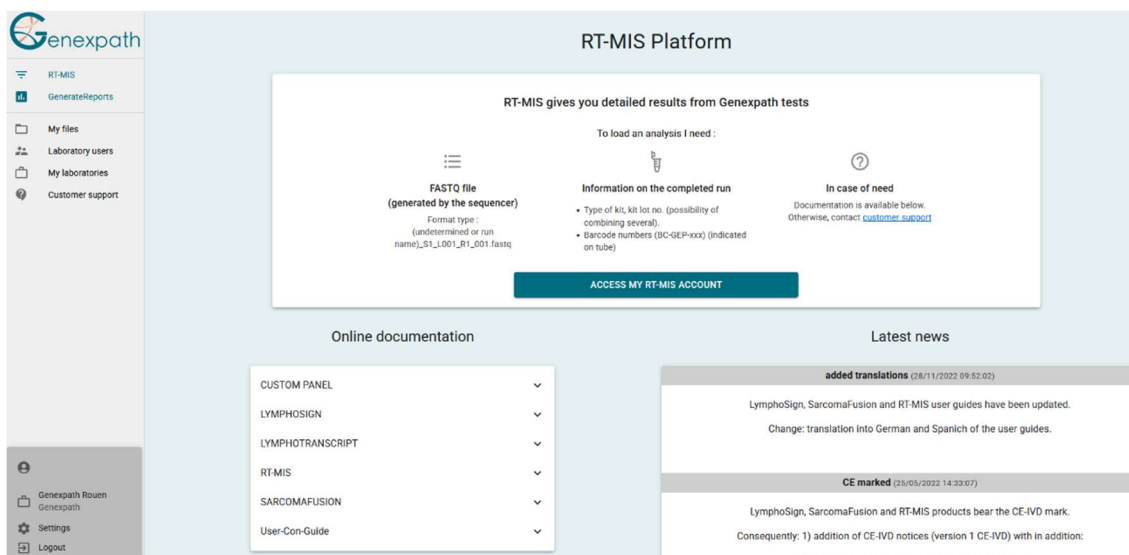 Genexpath
RT-MIS
GenerateReports
My files
Laboratory users
My laboratories
Customer support
Genexpath Rouen
Genexpath
Settings
Logout
RT-MIS Platform
RT-MIS gives you detailed results from Genexpath tests
To load an analysis I need :
FASTQ file
(generated by the sequencer)
Format type :
(undetermined or run
name)_S1_L001_R1_001.fastq
Information on the completed run
• Type of kit, kit lot no. (possibility of
combining several).
• Barcode numbers (BC-GEP-xxx) (indicated
on tube)
In case of need
Documentation is available below.
Otherwise, contact customer support
ACCESS MY RT-MIS ACCOUNT
Online documentation
CUSTOM PANEL
LYMPHOSIGN
LYMPHOTRANSCRIPT
RT-MIS
SARCOMAFUSION
User-Con-Guide
Latest news
added translations (28/11/2022 09:52:02)
LymphoSign, SarcomaFusion and RT-MIS user guides have been updated.
Change: translation into German and Spanich of the user guides.
CE marked (25/05/2022 14:33:07)
LymphoSign, SarcomaFusion and RT-MIS products bear the CE-IVD mark.
Consequently: 1) addition of CE-IVD notices (version 1 CE-IVD) with in addition: